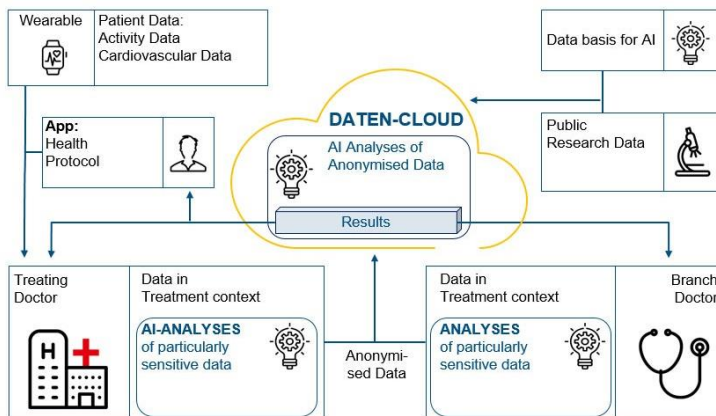 Wearable
Patient Data:
Activity Data
Cardiovascular Data
Data basis for AI
App:
Health
Protocol
DATEN-CLOUD
AI Analyses of
Anonymised Data
Results
Public
Research Data
Treating
Doctor
Data in
Treatment context
AI-ANALYSES
of particularly
sensitive data
Anonymi-
sed Data
Data in
Treatment context
ANALYSES
of particularly
sensitive data
Branch
Doctor
H